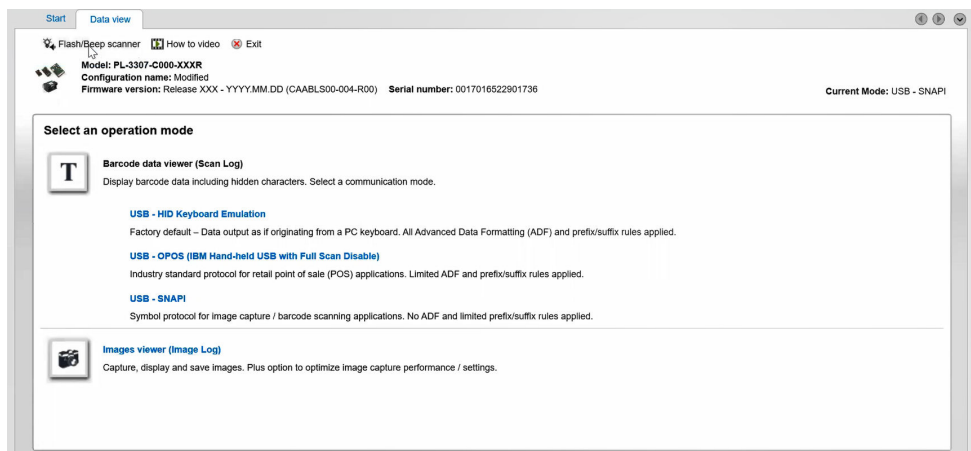 Start
Data view
Flash/Beep scanner
How to video
Exit
Model: PL-3307-C000-XXXR
Configuration name: Modified
Firmware version: Release XXX - YYYY.MM.DD (CAABLS00-004-R00) Serial number: 0017016522901736
Current Mode: USB - SNAPI
Select an operation mode
T
Barcode data viewer (Scan Log)
Display barcode data including hidden characters. Select a communication mode.
USB - HID Keyboard Emulation
Factory default – Data output as if originating from a PC keyboard. All Advanced Data Formatting (ADF) and prefix/suffix rules applied.
USB - OPOS (IBM Hand-held USB with Full Scan Disable)
Industry standard protocol for retail point of sale (POS) applications. Limited ADF and prefix/suffix rules applied.
USB - SNAPI
Symbol protocol for image capture / barcode scanning applications. No ADF and limited prefix/suffix rules applied.
Images viewer (Image Log)
Capture, display and save images. Plus option to optimize image capture performance / settings.